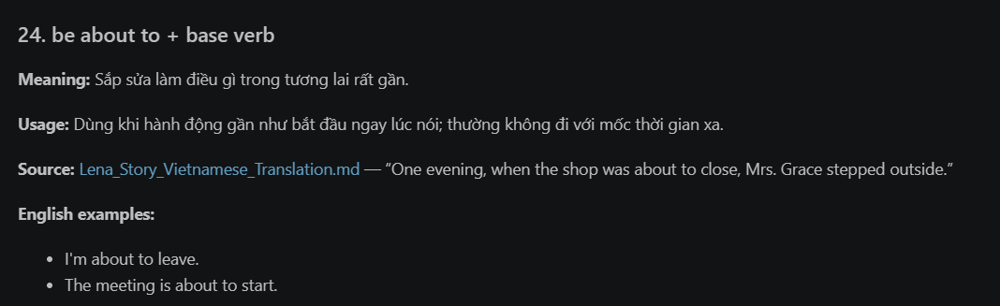 24. be about to + base verb
Meaning: Sắp sửa làm điều gì trong tương lai rất gần.
Usage: Dùng khi hành động gần như bắt đầu ngay lúc nói; thường không đi với mốc thời gian xa.
Source: Lena_Story_Vietnamese_Translation.md — “One evening, when the shop was about to close, Mrs. Grace stepped outside.”
English examples:
• I'm about to leave.
• The meeting is about to start.